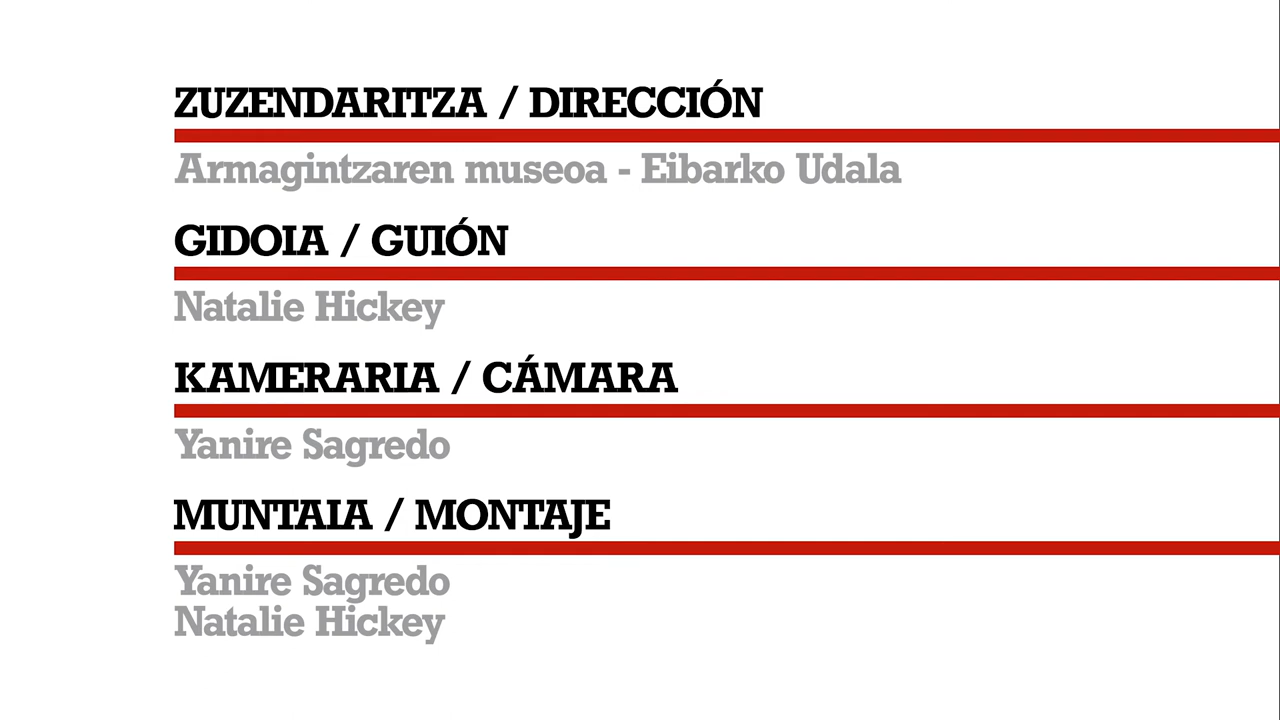 ZUZENDARITZA / DIRECCIÓN
Armagintzaren museoa - Eibarko Udala
GIDOIA / GUIÓN
Natalie Hickey
KAMERARIA / CÁMARA
Yanire Sagredo
MUNTAIA / MONTAJE
Yanire Sagredo
Natalie Hickey